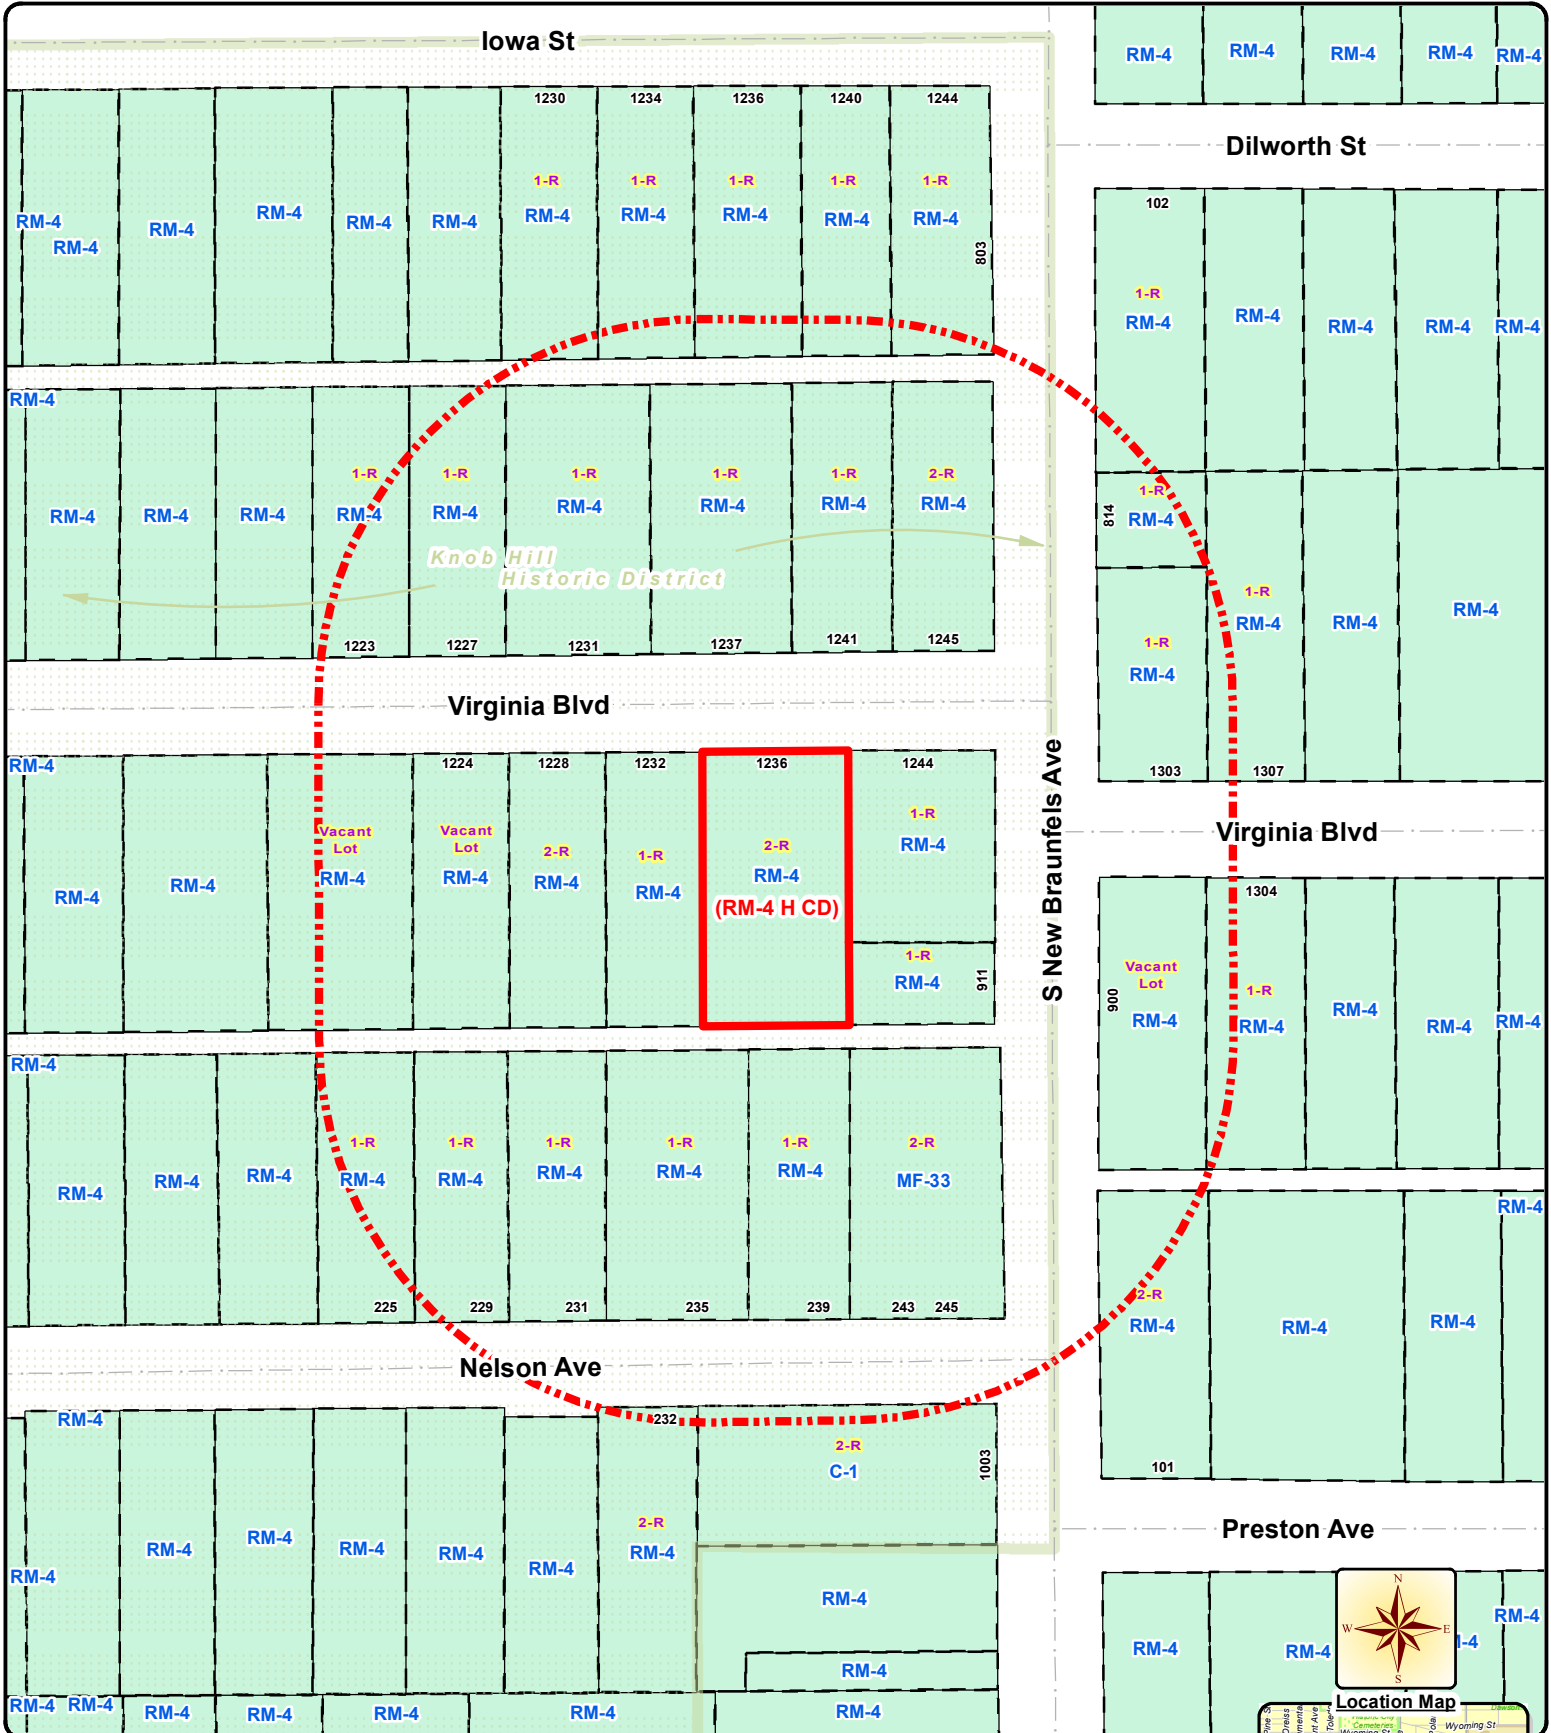 Iowa St
RM-4 RM-4 RM-4 RM-4 RM-4
Dilworth St
1230 1234 1236 1240 1244
1-R 1-R 1-R 1-R 1-R
RM-4 RM-4 RM-4 RM-4 RM-4 RM-4 RM-4 RM-4 RM-4 RM-4 RM-4
803
102
1-R
RM-4 RM-4 RM-4 RM-4 RM-4
RM-4
1-R 1-R 1-R 1-R 1-R 2-R
RM-4 RM-4 RM-4 RM-4 RM-4 RM-4 RM-4 RM-4 RM-4
1-R
814
RM-4
Knob Hill
Historic District
1-R
RM-4 RM-4 RM-4
1-R
RM-4
1223 1227 1231 1237 1241 1245
Virginia Blvd
1303 1307
Virginia Blvd
S New Braunfels Ave
RM-4
1224 1228 1232 1236 1244
Vacant
Lot
RM-4
Vacant
Lot
RM-4
2-R
RM-4
1-R
RM-4
2-R
RM-4
(RM-4 H CD)
1-R
RM-4
RM-4 RM-4
1-R
RM-4
911
1304
900
Vacant
Lot
RM-4
1-R
RM-4 RM-4 RM-4 RM-4
RM-4
1-R 1-R 1-R 1-R 1-R 2-R
RM-4 RM-4 RM-4 RM-4 RM-4 RM-4 RM-4 RM-4 MF-33
225 229 231 235 239 243 245
RM-4
2-R
RM-4 RM-4 RM-4
101
Nelson Ave
RM-4
232
2-R
C-1
1003
2-R
RM-4 RM-4 RM-4 RM-4 RM-4 RM-4 RM-4
RM-4
Preston Ave
RM-4
RM-4
RM-4 RM-4 RM-4 RM-4 RM-4 RM-4 RM-4
RM-4 RM-4 RM-4
N
W E
S
Location Map
Wyoming St